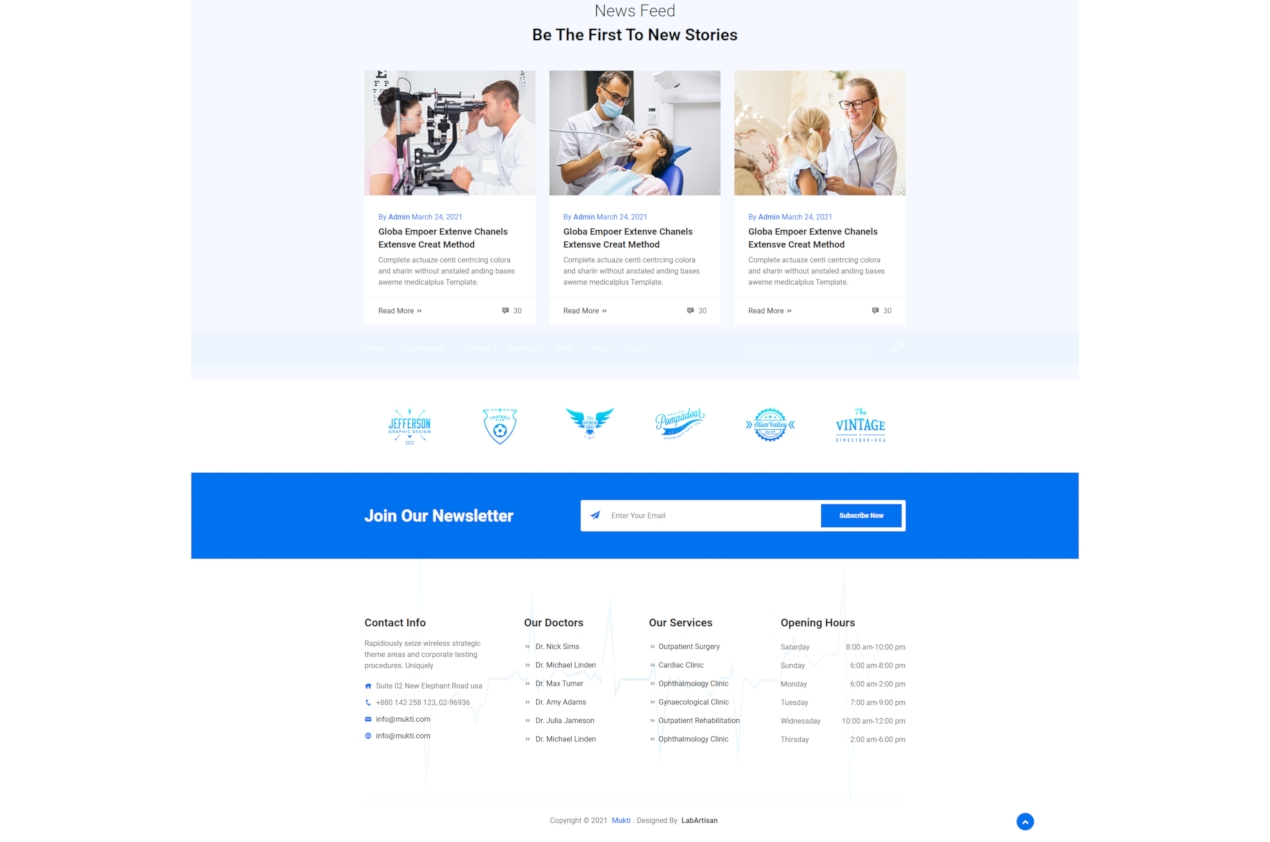 News Feed
Be The First To New Stories
By Admin March 24, 2021
Globa Empoer Extenve Chanels
Extensve Creat Method
Complete actuaze centi centrcing colora
and sharin without anstaled anding bases
aweme medicalplus Template.
Read More »
30
By Admin March 24, 2021
Globa Empoer Extenve Chanels
Extensve Creat Method
Complete actuaze centi centrcing colora
and sharin without anstaled anding bases
aweme medicalplus Template.
Read More »
30
By Admin March 24, 2021
Globa Empoer Extenve Chanels
Extensve Creat Method
Complete actuaze centi centrcing colora
and sharin without anstaled anding bases
aweme medicalplus Template.
Read More »
30
JEFFERSON
GRAPHIC DESIGN
FOOTBALL
Pompadour
AllanValley
The
VINTAGE
Join Our Newsletter
Enter Your Email
Subscribe Now
Contact Info
Rapidiously seize wireless strategic
theme areas and corporate testing
procedures. Uniquely
Suite 02 New Elephant Road usa
+880 142 258 123, 02-96936
info@mukti.com
info@mukti.com
Our Doctors
» Dr. Nick Sims
» Dr. Michael Linden
» Dr. Max Turner
» Dr. Amy Adams
» Dr. Julia Jameson
» Dr. Michael Linden
Our Services
» Outpatient Surgery
» Cardiac Clinic
» Ophthalmology Clinic
» Gynaecological Clinic
» Outpatient Rehabilitation
» Ophthalmology Clinic
Opening Hours
Satarday 8:00 am-10:00 pm
Sunday 6:00 am-8:00 pm
Monday 6:00 am-2:00 pm
Tuesday 7:00 am-9:00 pm
Widnessday 10:00 am-12:00 pm
Thirsday 2:00 am-6:00 pm
Copyright © 2021 Mukti . Designed By LabArtisan